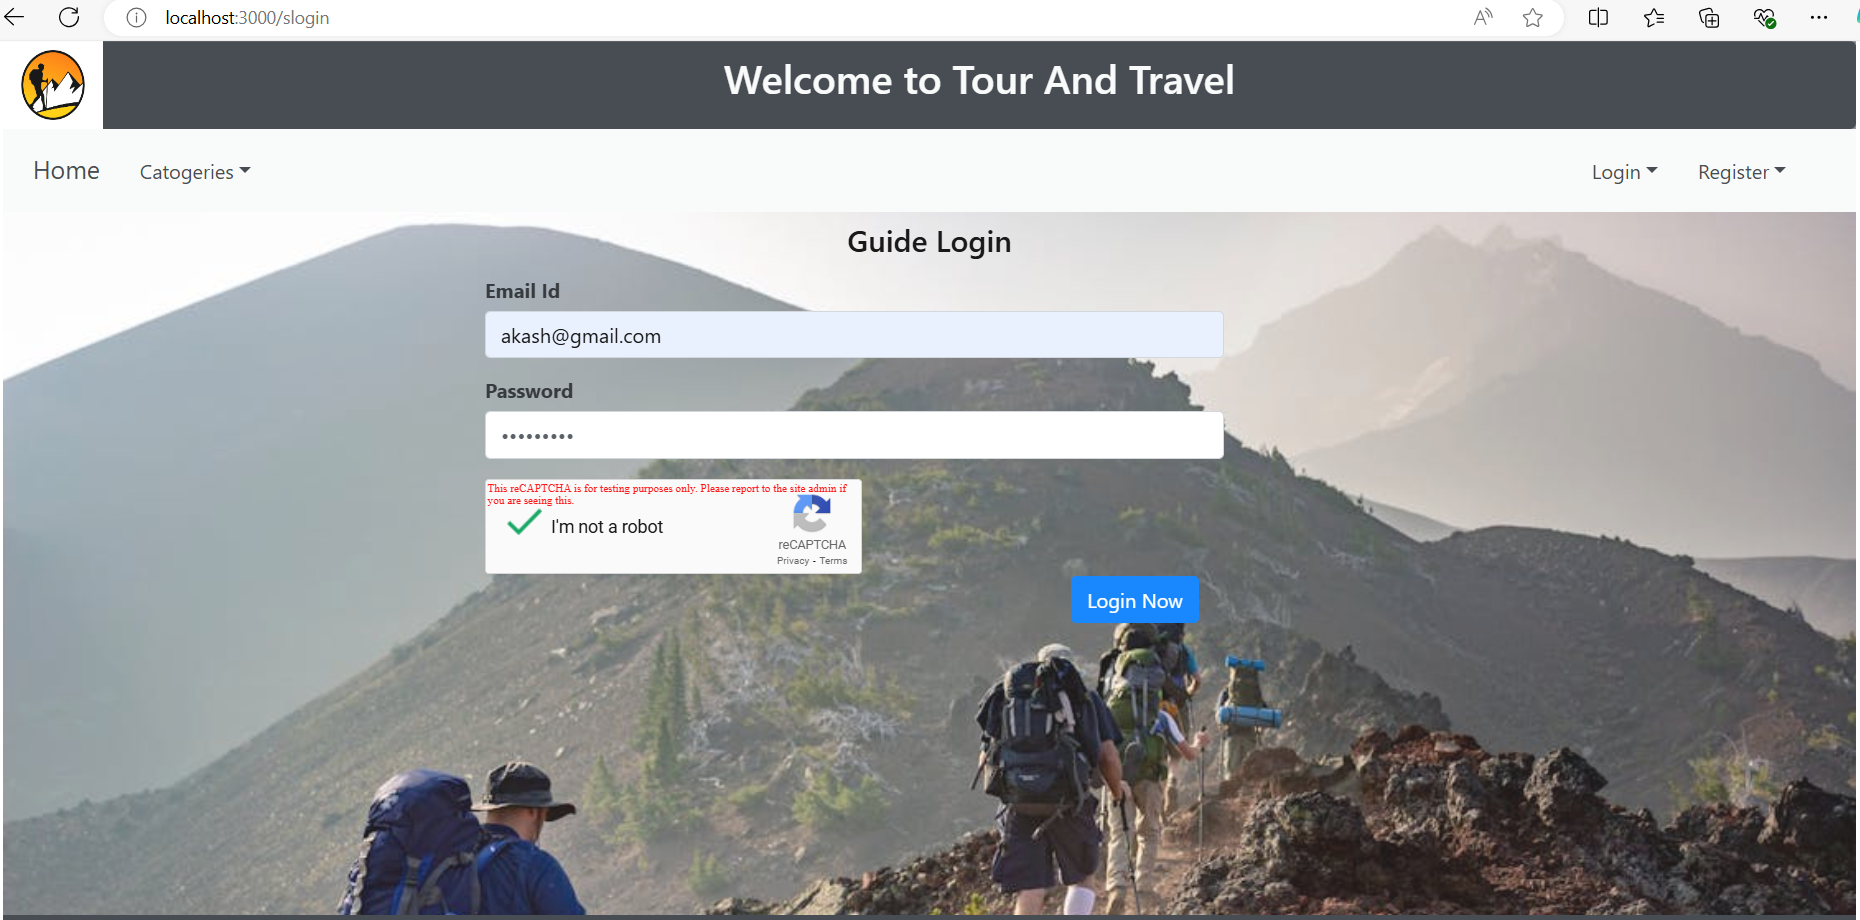 localhost:3000/slogin
Welcome to Tour And Travel
Home Catogeries Login Register
Guide Login
Email Id
akash@gmail.com
Password
•••••••••
This reCAPTCHA is for testing purposes only. Please report to the site admin if
you are seeing this.
I'm not a robot
reCAPTCHA
Privacy - Terms
Login Now